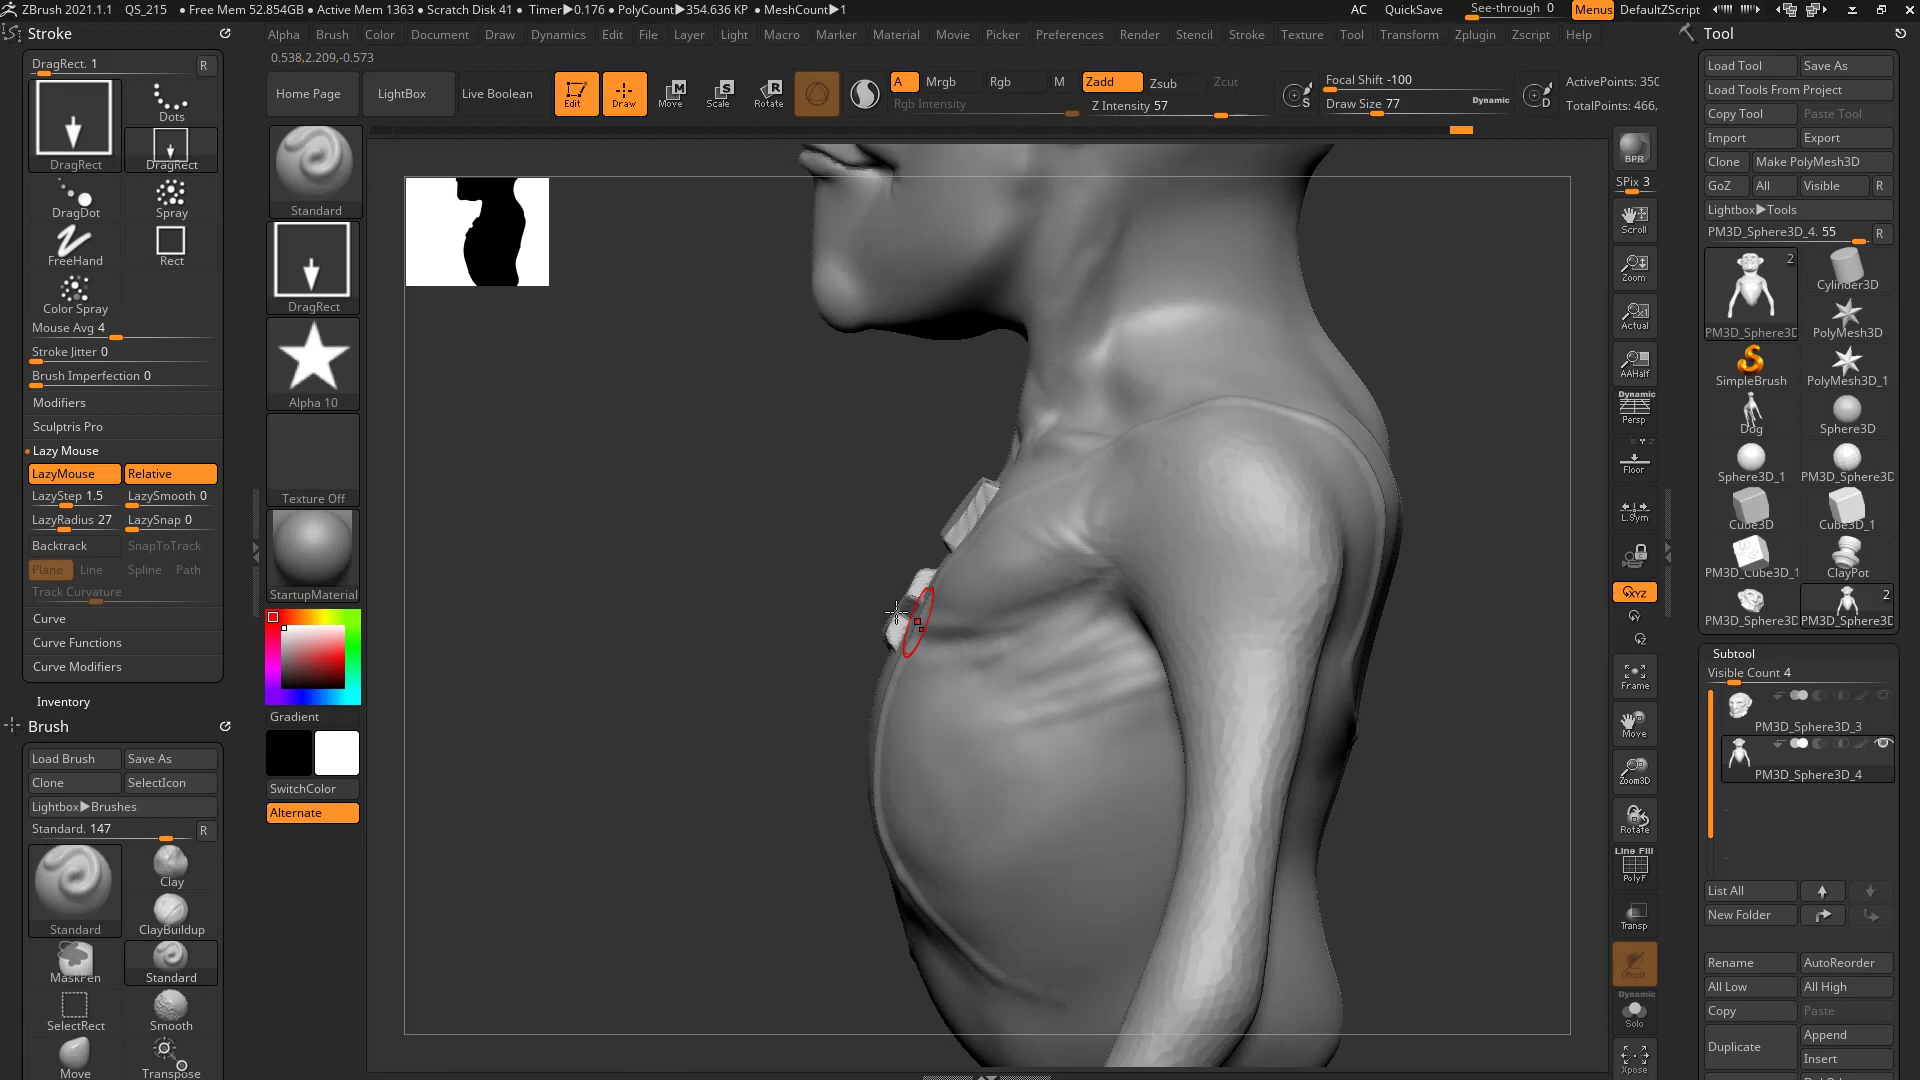 ZBrush 2021.1.1 QS_215 • Free Mem 52.854GB • Active Mem 1363 • Scratch Disk 41 • Timer▶0.176 • PolyCount▶354.636 KP • MeshCount▶1 AC QuickSave See-through 0 Menus DefaultZScript
Stroke
Alpha Brush Color Document Draw Dynamics Edit File Layer Light Macro Marker Material Movie Picker Preferences Render Stencil Stroke Texture Tool Transform Zplugin Zscript Help
Tool
0.538,2.209,-0.573
DragRect. 1 R
Home Page LightBox Live Boolean Edit Draw Move Scale Rotate
A Mrgb Rgb M Zadd Zsub Zcut
Rgb Intensity Z Intensity 57
Focal Shift -100
Draw Size 77 Dynamic
S D
ActivePoints: 350
TotalPoints: 466,
Load Tool Save As
Load Tools From Project
Copy Tool Paste Tool
Import Export
Clone Make PolyMesh3D
GoZ All Visible R
Lightbox▶Tools
PM3D_Sphere3D_4. 55 R
2
PM3D_Sphere3D Cylinder3D
PolyMesh3D
SimpleBrush PolyMesh3D_1
Dog Sphere3D
Sphere3D_1 PM3D_Sphere3D
Cube3D Cube3D_1
PM3D_Cube3D_1 ClayPot
2
PM3D_Sphere3D PM3D_Sphere3D
Subtool
Visible Count 4
PM3D_Sphere3D_3
PM3D_Sphere3D_4
List All
New Folder
Rename AutoReorder
All Low All High
Copy Paste
Duplicate Append
Insert
DragRect Dots
DragRect
DragDot Spray
FreeHand Rect
Color Spray
Mouse Avg 4
Stroke Jitter 0
Brush Imperfection 0
Modifiers
Sculptris Pro
Lazy Mouse
LazyMouse Relative
LazyStep 1.5 LazySmooth 0
LazyRadius 27 LazySnap 0
Backtrack SnapToTrack
Plane Line Spline Path
Track Curvature
Curve
Curve Functions
Curve Modifiers
Inventory
Brush
Load Brush Save As
Clone SelectIcon
Lightbox▶Brushes
Standard. 147 R
Standard Clay
ClayBuildup
MaskPen Standard
SelectRect Smooth
Move Transpose
Standard
DragRect
Alpha 10
Texture Off
StartupMaterial
Gradient
SwitchColor
Alternate
BPR
SPix 3
Scroll
Zoom
Actual
AAHalf
Dynamic
Persp
Floor
L.Sym
XYZ
Frame
Move
Zoom3D
Rotate
Line Fill
PolyF
Transp
Ghost
Dynamic
Solo
Xpose